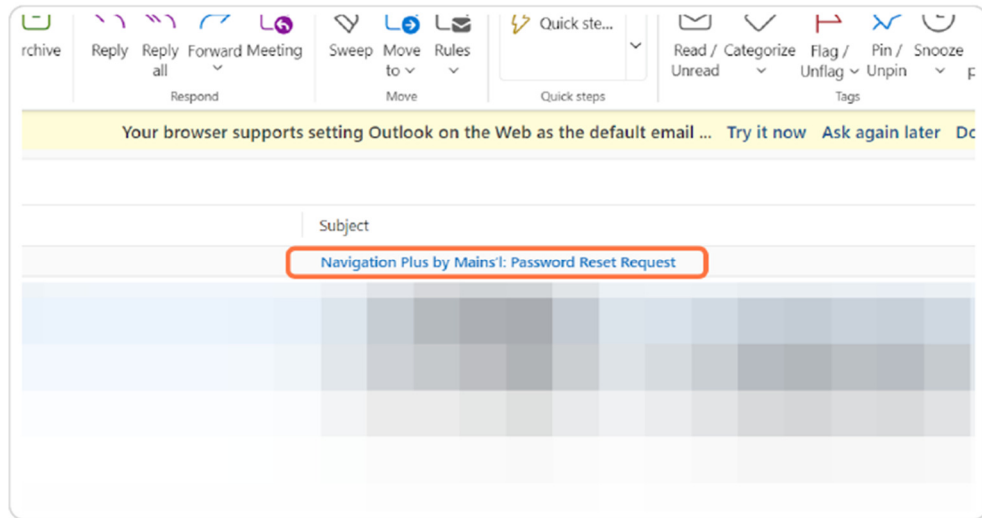 rchive Reply Reply all Forward Meeting Sweep Move to Rules Quick ste... Read / Unread Categorize Flag / Unflag Pin / Unpin Snooze p
Respond Move Quick steps Tags
Your browser supports setting Outlook on the Web as the default email ... Try it now Ask again later Do
Subject
Navigation Plus by Mains'l: Password Reset Request